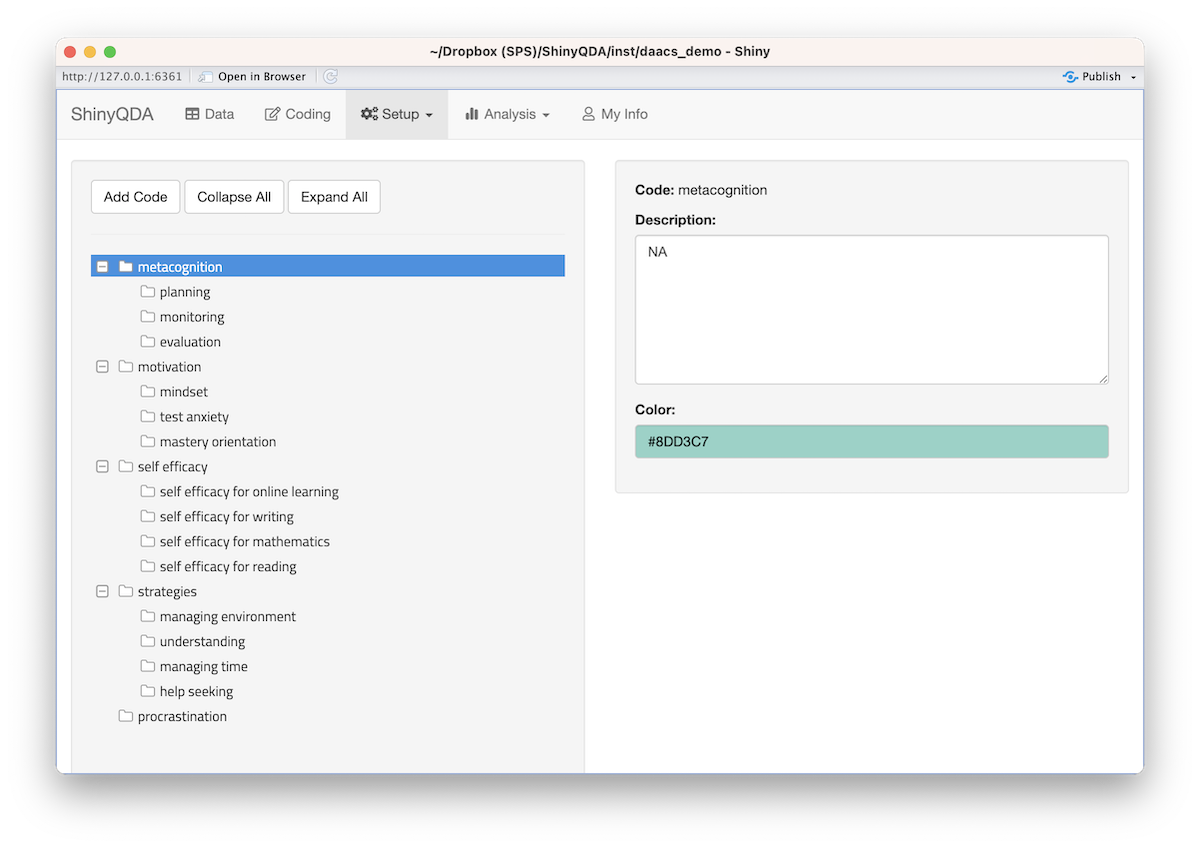 ~/Dropbox (SPS)/ShinyQDA/inst/daacs_demo - Shiny
http://127.0.0.1:6361 Open in Browser Publish
ShinyQDA Data Coding Setup Analysis My Info
Add Code Collapse All Expand All
metacognition
planning
monitoring
evaluation
motivation
mindset
test anxiety
mastery orientation
self efficacy
self efficacy for online learning
self efficacy for writing
self efficacy for mathematics
self efficacy for reading
strategies
managing environment
understanding
managing time
help seeking
procrastination
Code: metacognition
Description:
NA
Color:
#8DD3C7